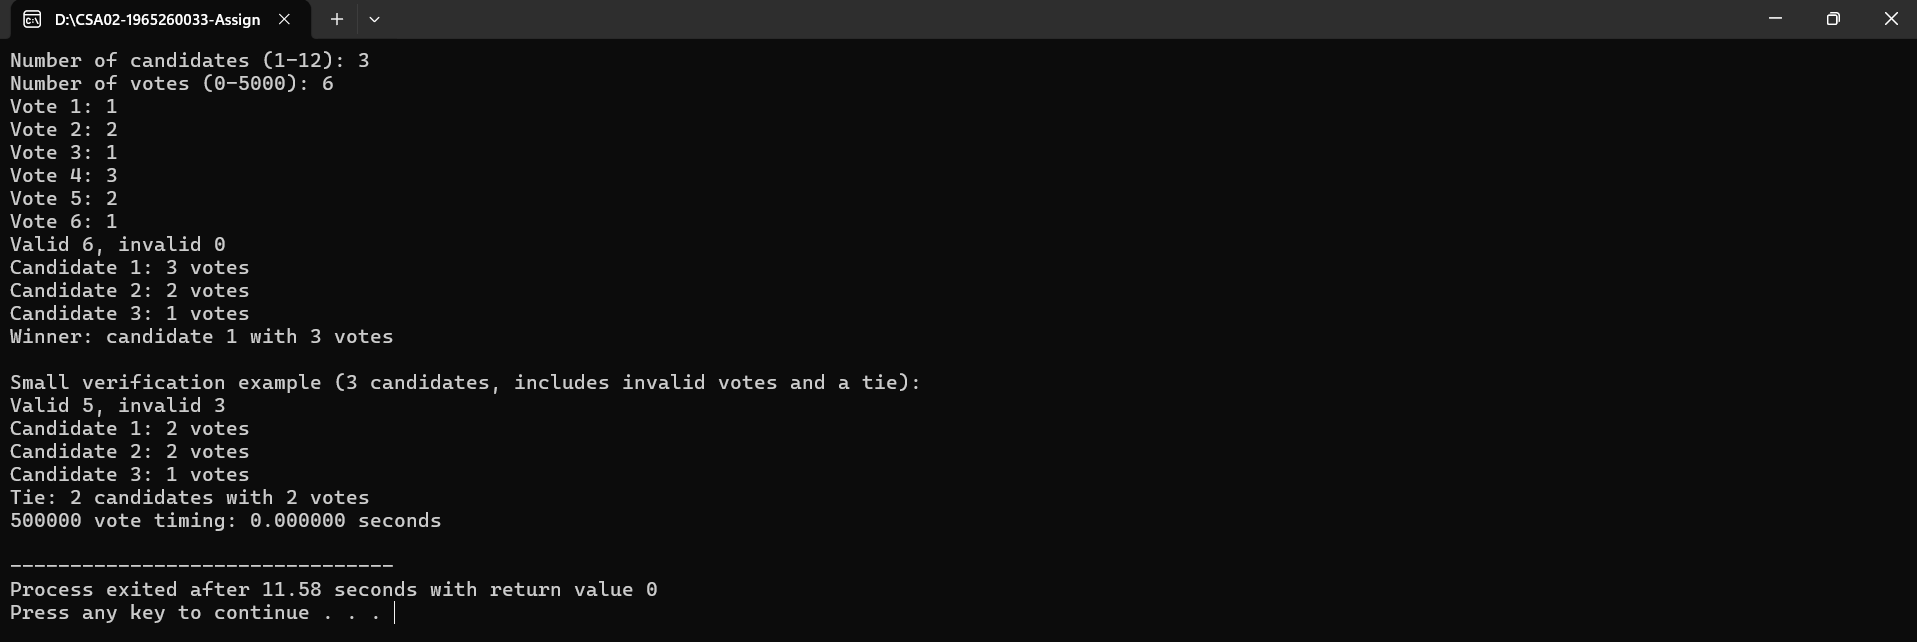 D:\CSA02-1965260033-Assign
Number of candidates (1-12): 3
Number of votes (0-5000): 6
Vote 1: 1
Vote 2: 2
Vote 3: 1
Vote 4: 3
Vote 5: 2
Vote 6: 1
Valid 6, invalid 0
Candidate 1: 3 votes
Candidate 2: 2 votes
Candidate 3: 1 votes
Winner: candidate 1 with 3 votes

Small verification example (3 candidates, includes invalid votes and a tie):
Valid 5, invalid 3
Candidate 1: 2 votes
Candidate 2: 2 votes
Candidate 3: 1 votes
Tie: 2 candidates with 2 votes
500000 vote timing: 0.000000 seconds

--------------------------------
Process exited after 11.58 seconds with return value 0
Press any key to continue . . .